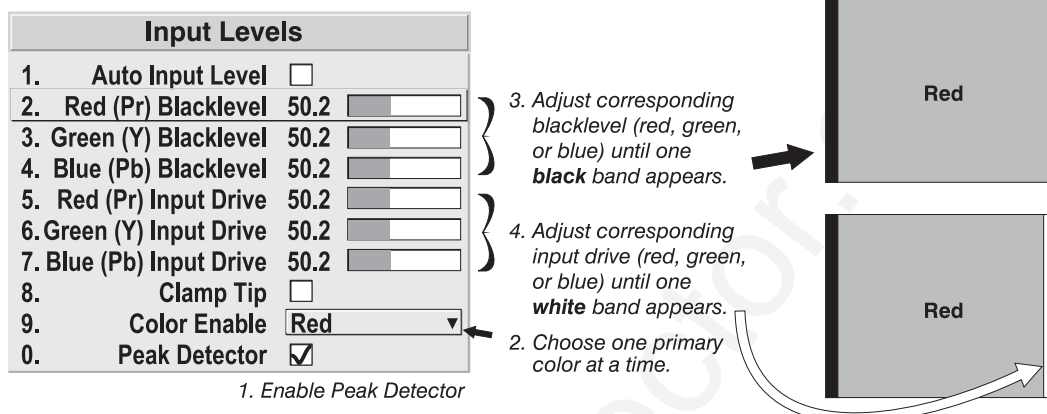 Input Levels
1. Auto Input Level
2. Red (Pr) Blacklevel 50.2
3. Green (Y) Blacklevel 50.2
4. Blue (Pb) Blacklevel 50.2
5. Red (Pr) Input Drive 50.2
6. Green (Y) Input Drive 50.2
7. Blue (Pb) Input Drive 50.2
8. Clamp Tip
9. Color Enable Red
0. Peak Detector
1. Enable Peak Detector
3. Adjust corresponding
blacklevel (red, green,
or blue) until one
black band appears.
4. Adjust corresponding
input drive (red, green,
or blue) until one
white band appears.
2. Choose one primary
color at a time.
Red
Red